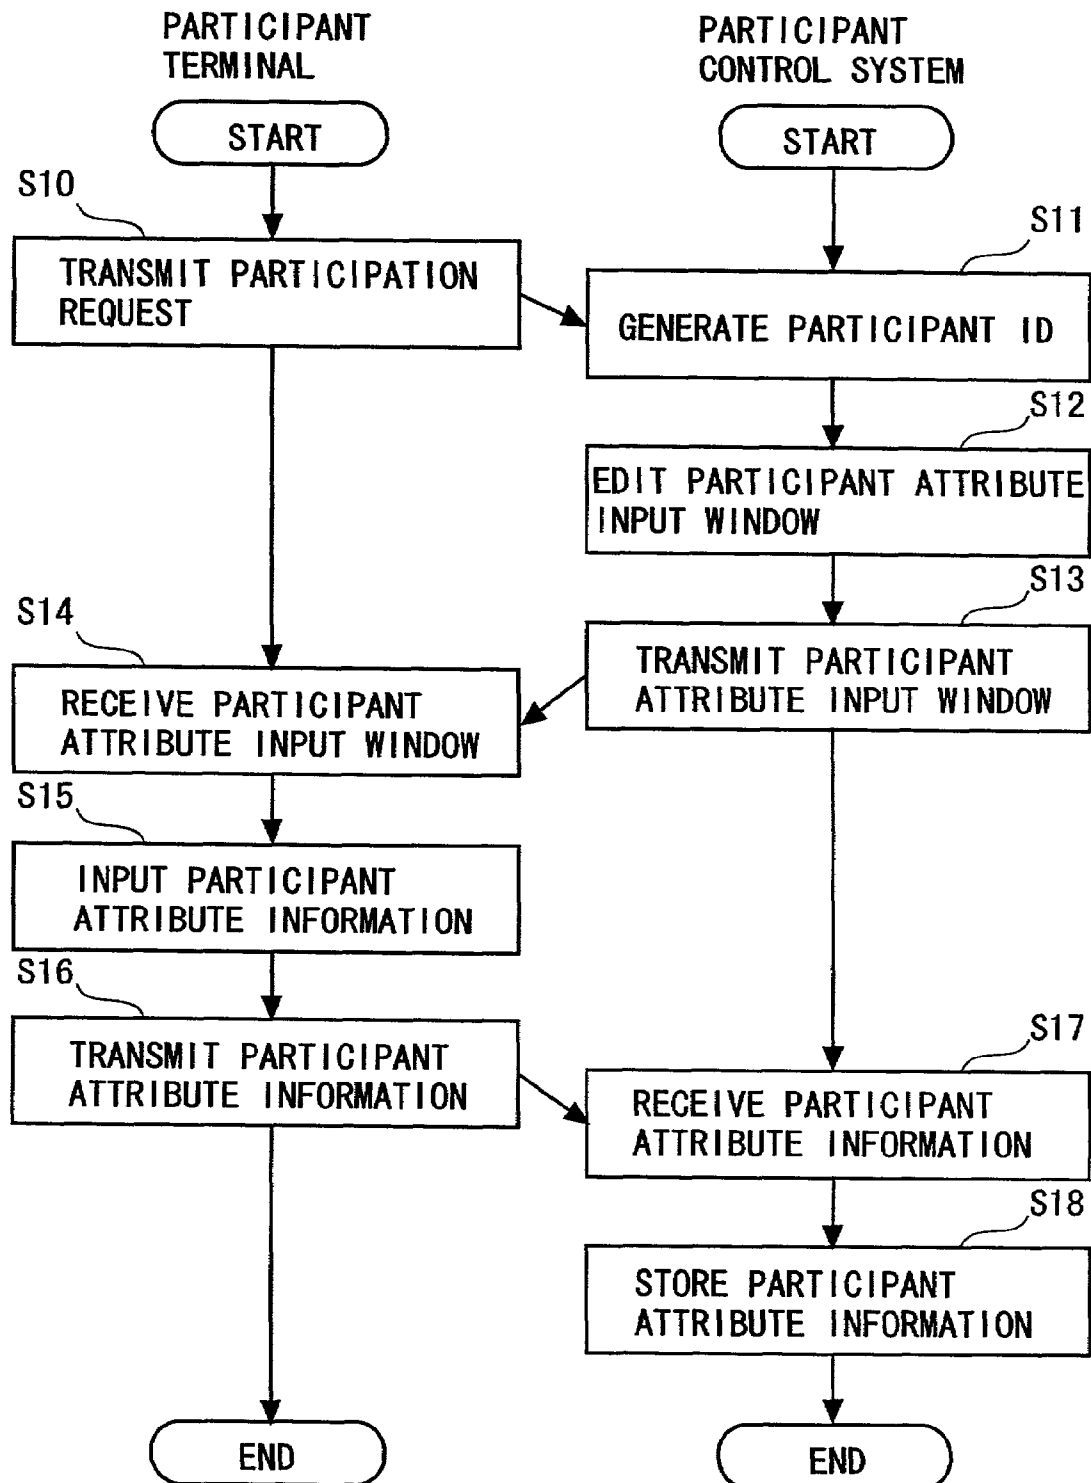 PARTICIPANT
TERMINAL
PARTICIPANT
CONTROL SYSTEM
START
START
S10
TRANSMIT PARTICIPATION
REQUEST
S11
GENERATE PARTICIPANT ID
S12
EDIT PARTICIPANT ATTRIBUTE
INPUT WINDOW
S13
TRANSMIT PARTICIPANT
ATTRIBUTE INPUT WINDOW
S14
RECEIVE PARTICIPANT
ATTRIBUTE INPUT WINDOW
S15
INPUT PARTICIPANT
ATTRIBUTE INFORMATION
S16
TRANSMIT PARTICIPANT
ATTRIBUTE INFORMATION
S17
RECEIVE PARTICIPANT
ATTRIBUTE INFORMATION
S18
STORE PARTICIPANT
ATTRIBUTE INFORMATION
END
END